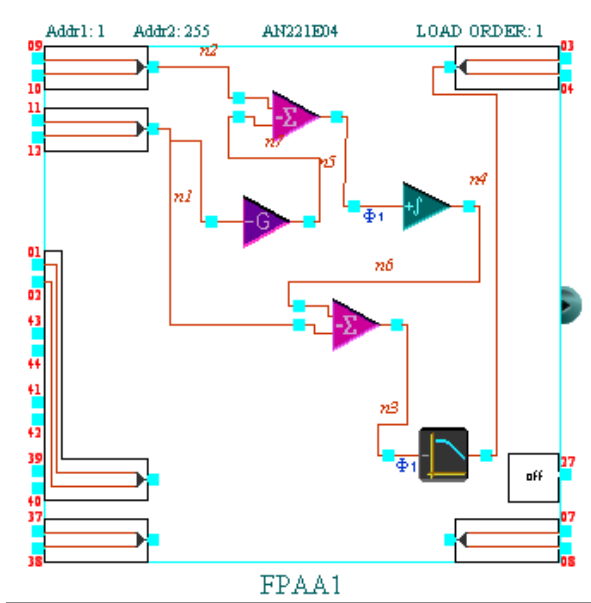 Addr1: 1 Addr2: 255 AN221E04 LOAD ORDER: 1
09 n2 03
10 04
11 -Σ
12 n7 n5
n1 n4
-G +∫
Φ1
01 n6
02
43 -Σ
44
41 n3
42
39 Φ1 - 27
off
40
37 07
38 08
FPAA1